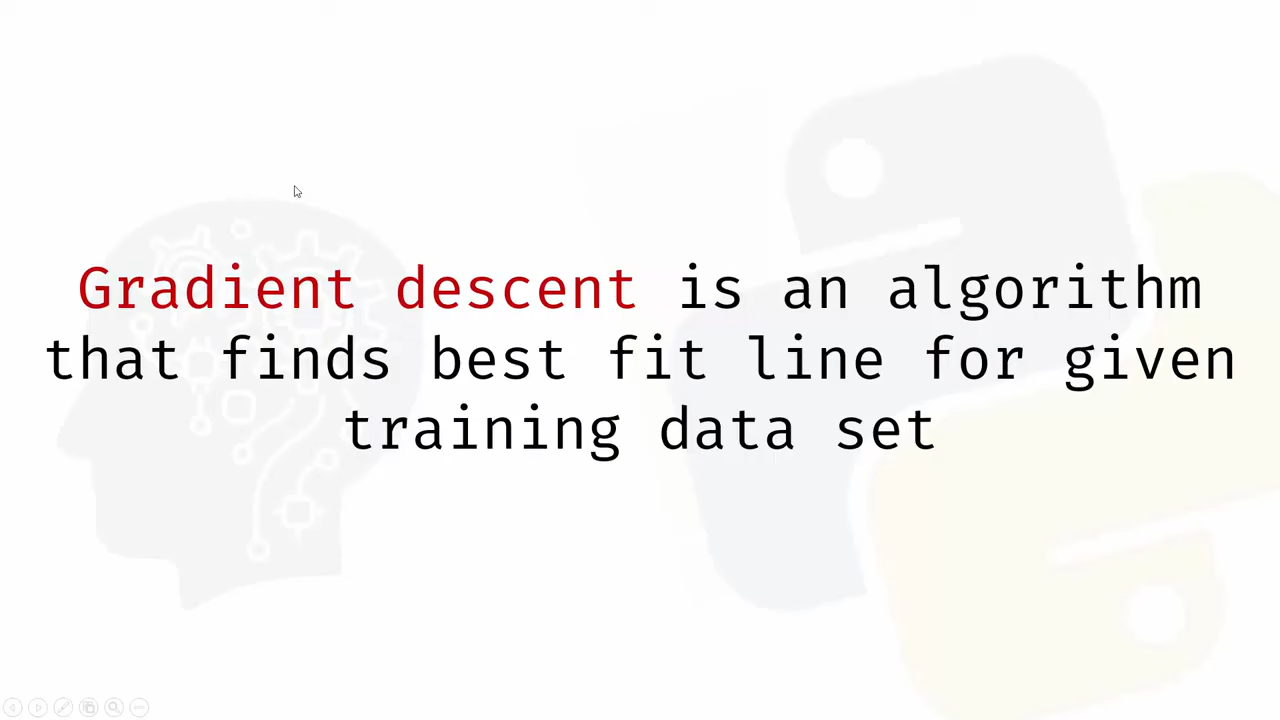 Gradient descent is an algorithm
that finds best fit line for given
training data set